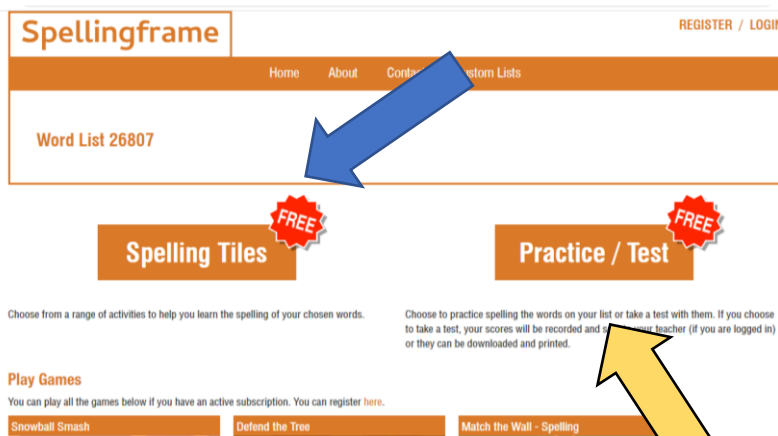 Spellingframe
REGISTER / LOGIN
Home About Contact Custom Lists
Word List 26807
FREE
FREE
Spelling Tiles
Practice / Test
Choose from a range of activities to help you learn the spelling of your chosen words.
Choose to practice spelling the words on your list or take a test with them. If you choose
to take a test, your scores will be recorded and your teacher (if you are logged in)
or they can be downloaded and printed.
Play Games
You can play all the games below if you have an active subscription. You can register here.
Snowball Smash
Defend the Tree
Match the Wall - Spelling